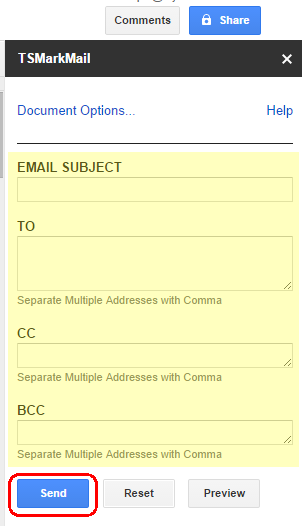 Comments
Share
TSMarkMail
×
Document Options...
Help
EMAIL SUBJECT
TO
Separate Multiple Addresses with Comma
CC
Separate Multiple Addresses with Comma
BCC
Separate Multiple Addresses with Comma
Send
Reset
Preview